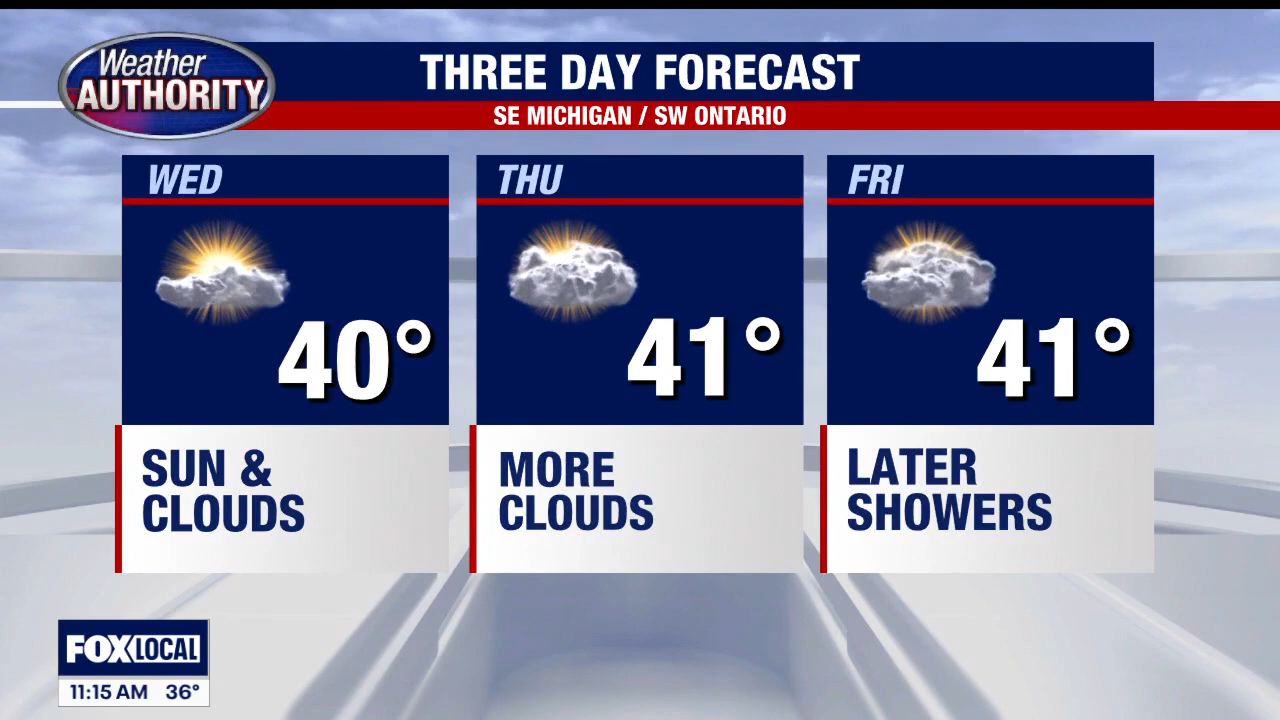 Weather
AUTHORITY
THREE DAY FORECAST
SE MICHIGAN / SW ONTARIO
WED
40°
SUN &
CLOUDS
THU
41°
MORE
CLOUDS
FRI
41°
LATER
SHOWERS
FOX LOCAL
11:15 AM 36°